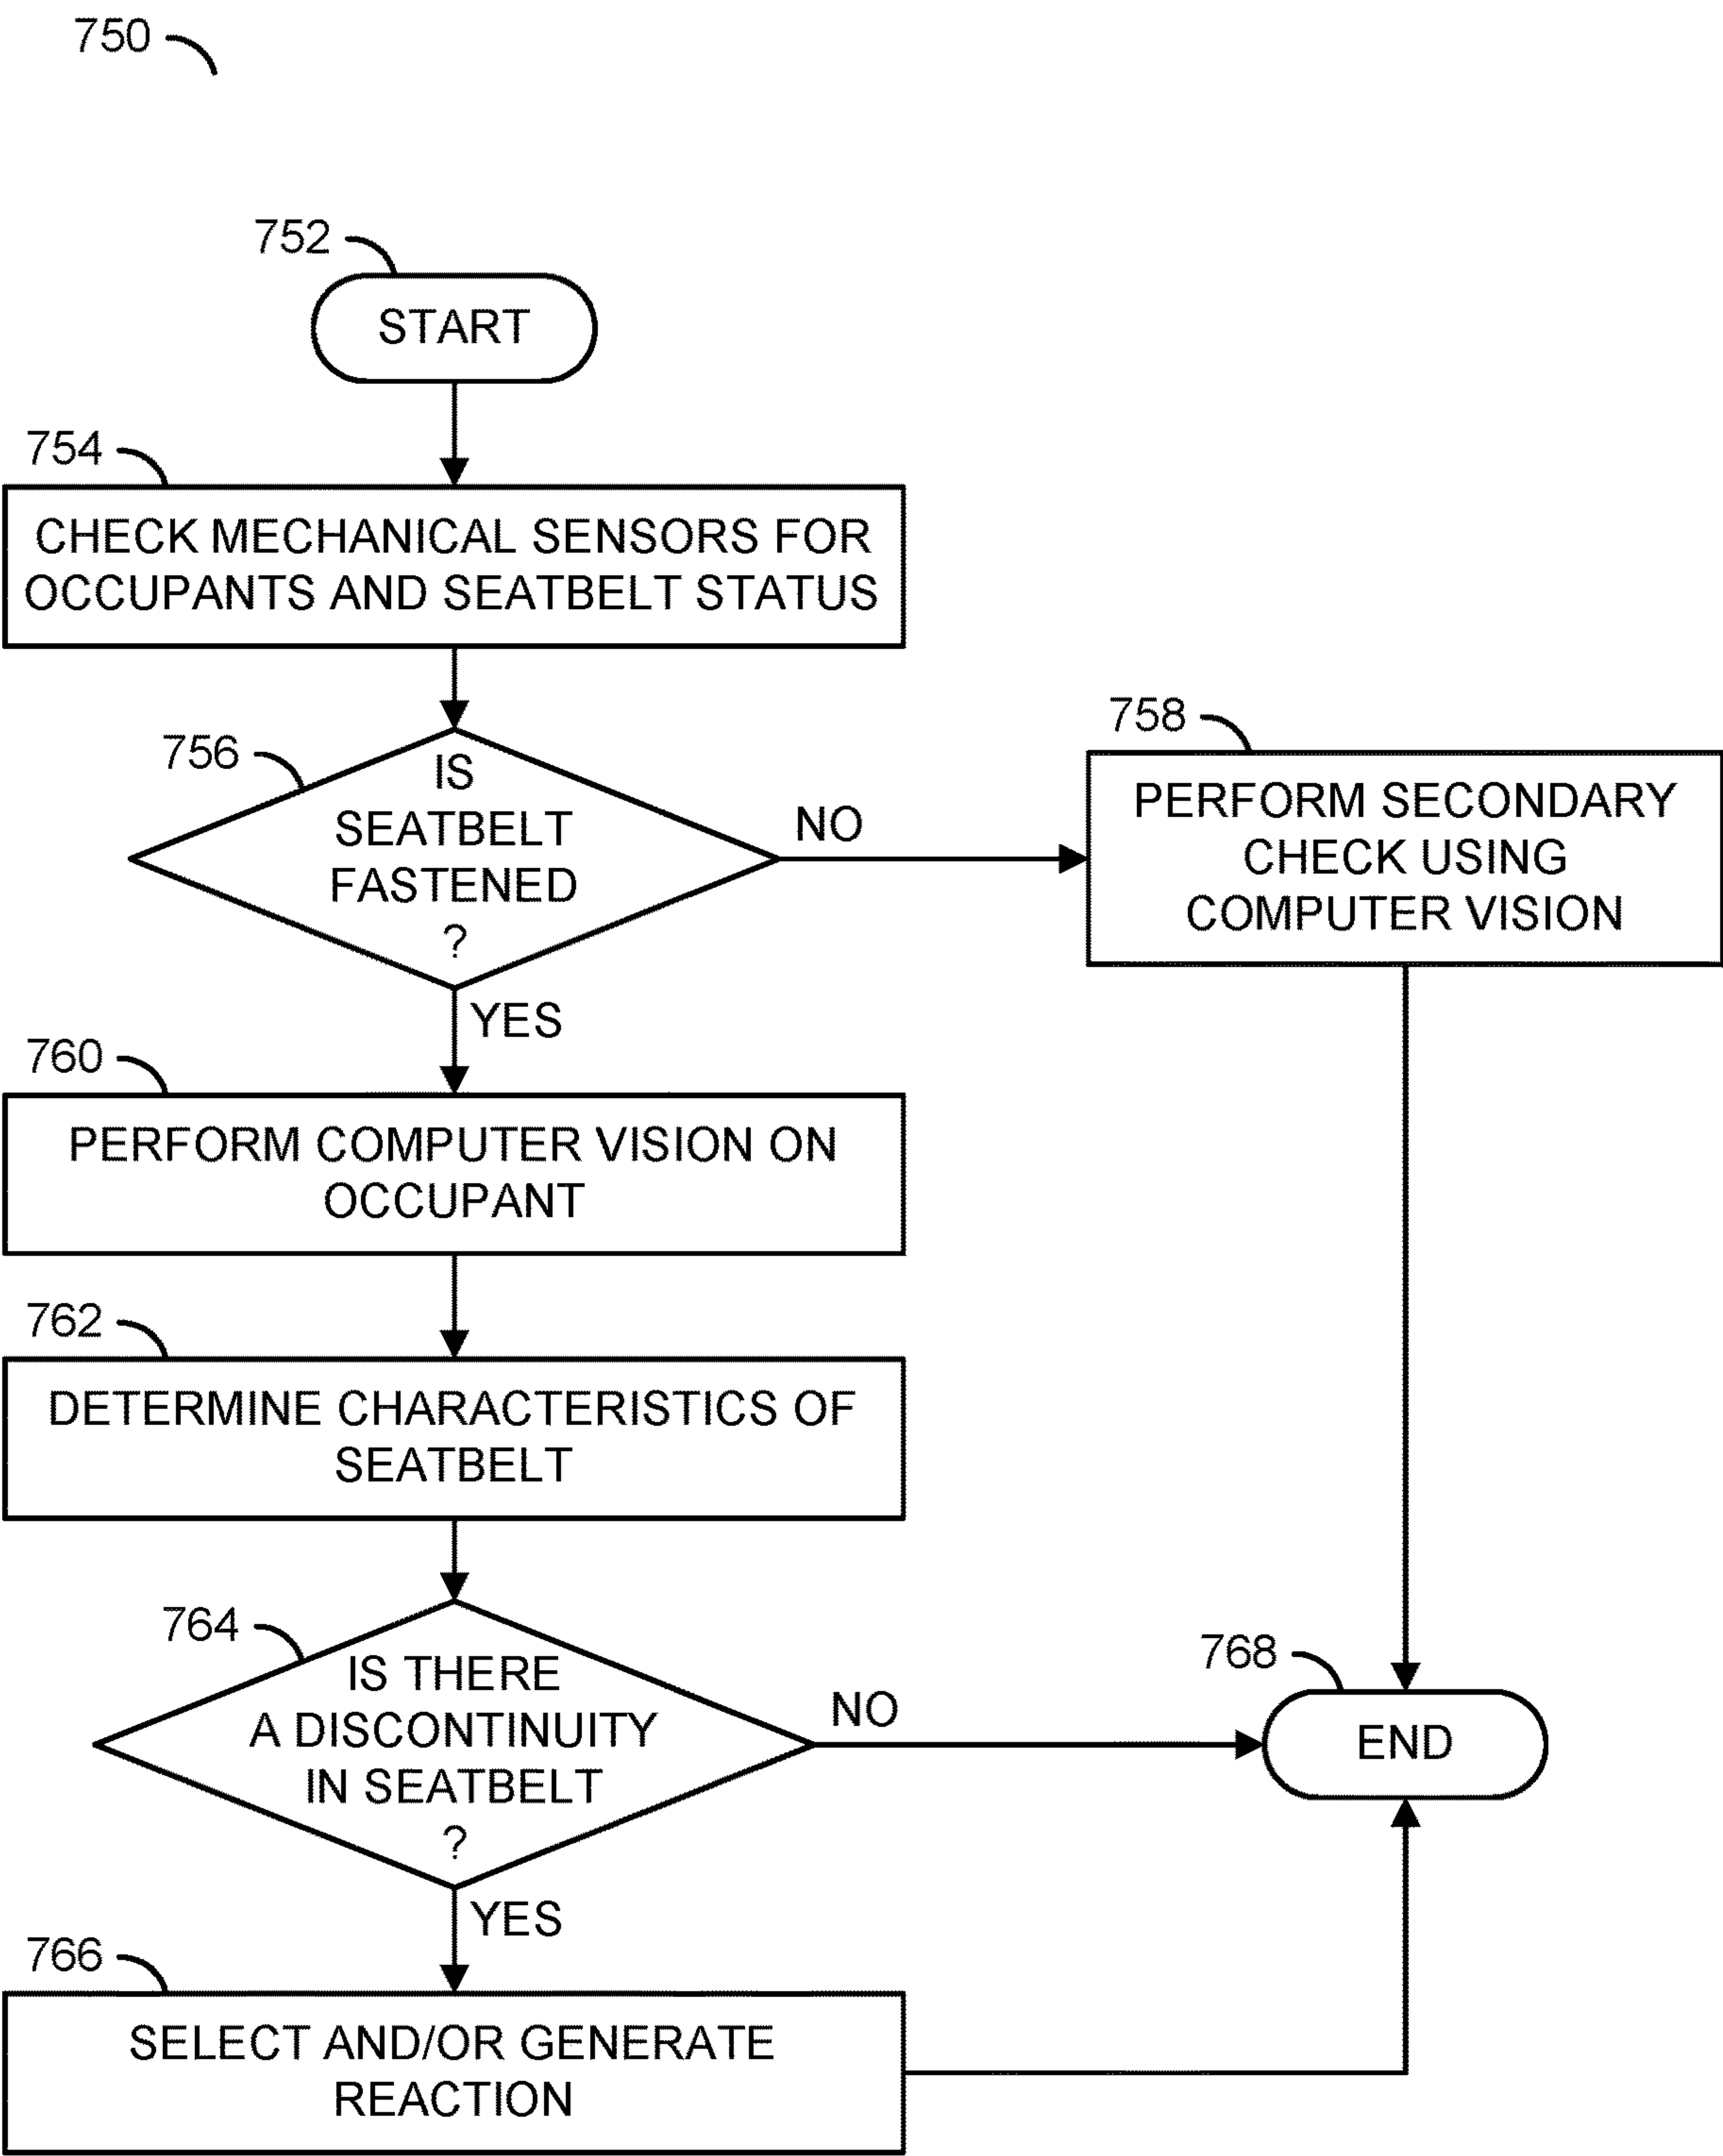 750
752
START
754
CHECK MECHANICAL SENSORS FOR
OCCUPANTS AND SEATBELT STATUS
756
IS
SEATBELT
FASTENED
?
NO
758
PERFORM SECONDARY
CHECK USING
COMPUTER VISION
YES
760
PERFORM COMPUTER VISION ON
OCCUPANT
762
DETERMINE CHARACTERISTICS OF
SEATBELT
764
IS THERE
A DISCONTINUITY
IN SEATBELT
?
NO
768
END
YES
766
SELECT AND/OR GENERATE
REACTION